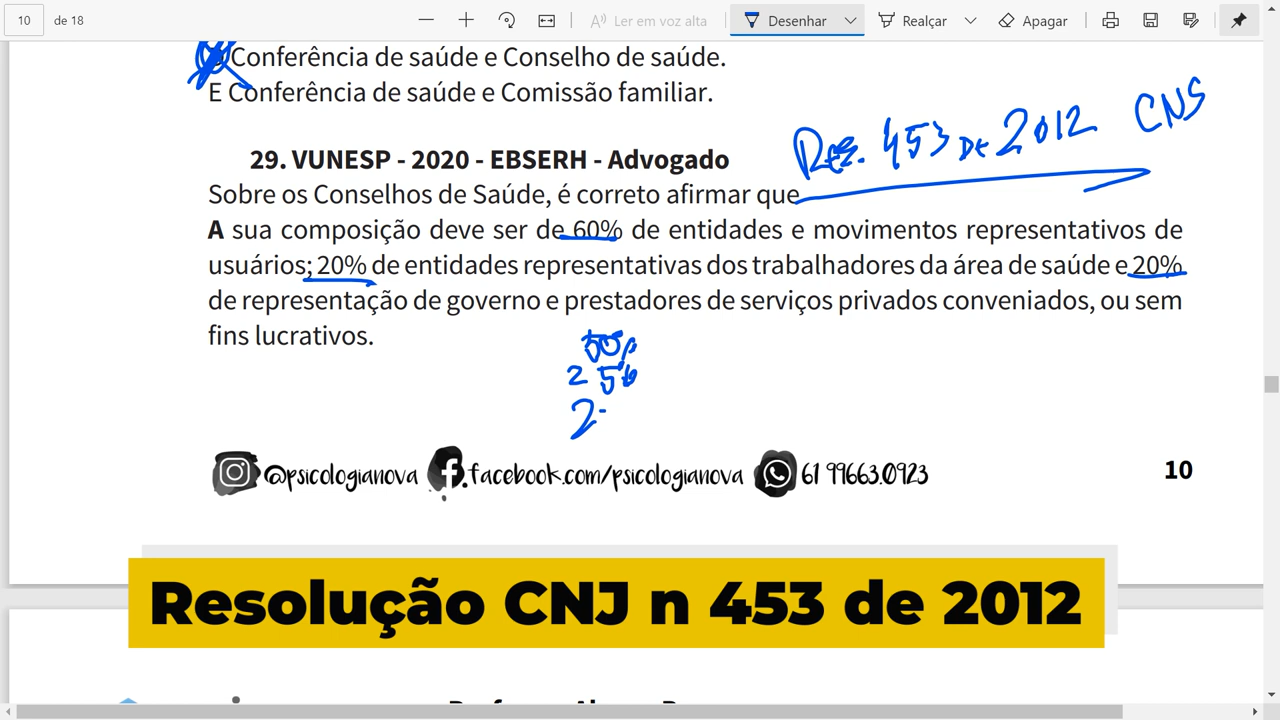 10 de 18 Ler em voz alta Desenhar Realçar Apagar
Conferência de saúde e Conselho de saúde.
E Conferência de saúde e Comissão familiar.
Res. 453 DE 2012 CNS
29. VUNESP - 2020 - EBSERH - Advogado
Sobre os Conselhos de Saúde, é correto afirmar que
A sua composição deve ser de 60% de entidades e movimentos representativos de
usuários; 20% de entidades representativas dos trabalhadores da área de saúde e 20%
de representação de governo e prestadores de serviços privados conveniados, ou sem
fins lucrativos.
50%
25%
2
@psicologianova facebook.com/psicologianova 61 99663.0923
10
Resolução CNJ n 453 de 2012